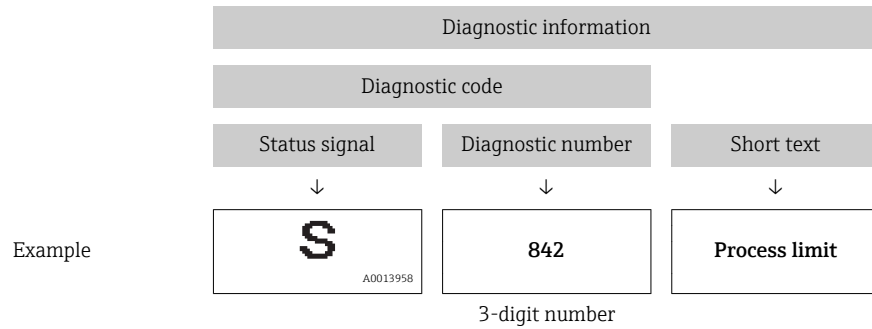 Diagnostic information
Diagnostic code
Status signal Diagnostic number Short text
↓ ↓ ↓
Example S 842 Process limit
A0013958
3-digit number